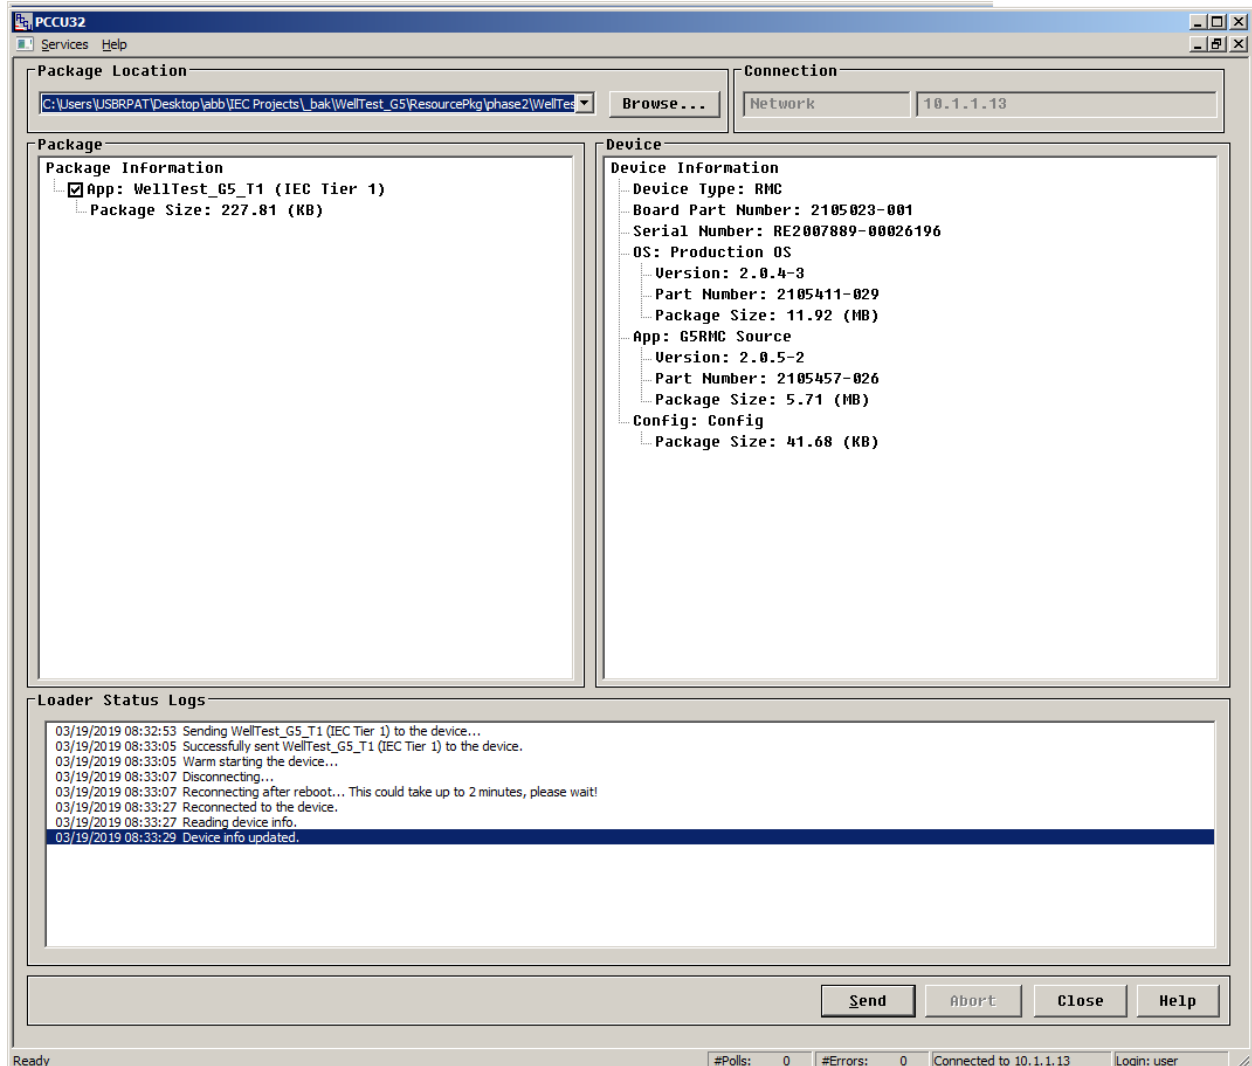 PCCU32
Services Help
Package Location
C:\Users\USBRPAT\Desktop\abb\IEC Projects\_bak\WellTest_G5\ResourcePkg\phase2\WellTes
Browse...
Connection
Network
10.1.1.13
Package
Package Information
App: WellTest_G5_T1 (IEC Tier 1)
Package Size: 227.81 (KB)
Device
Device Information
Device Type: RMC
Board Part Number: 2105023-001
Serial Number: RE2007889-00026196
OS: Production OS
Version: 2.0.4-3
Part Number: 2105411-029
Package Size: 11.92 (MB)
App: G5RMC Source
Version: 2.0.5-2
Part Number: 2105457-026
Package Size: 5.71 (MB)
Config: Config
Package Size: 41.68 (KB)
Loader Status Logs
03/19/2019 08:32:53 Sending WellTest_G5_T1 (IEC Tier 1) to the device...
03/19/2019 08:33:05 Successfully sent WellTest_G5_T1 (IEC Tier 1) to the device.
03/19/2019 08:33:05 Warm starting the device...
03/19/2019 08:33:07 Disconnecting...
03/19/2019 08:33:07 Reconnecting after reboot... This could take up to 2 minutes, please wait!
03/19/2019 08:33:27 Reconnected to the device.
03/19/2019 08:33:27 Reading device info.
03/19/2019 08:33:29 Device info updated.
Send Abort Close Help
Ready #Polls: 0 #Errors: 0 Connected to 10.1.1.13 Login: user